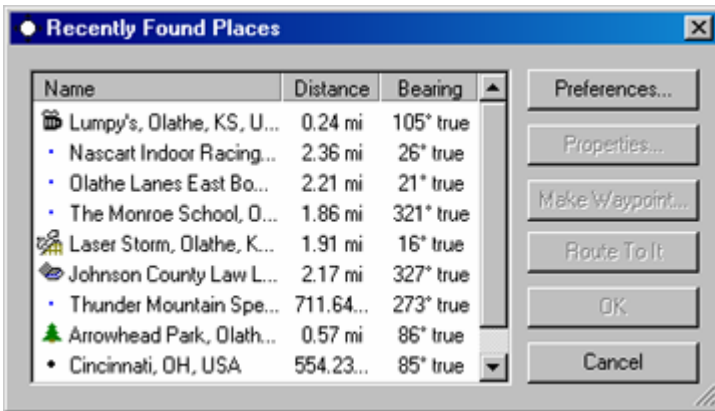 Recently Found Places
Name Distance Bearing Preferences...
Lumpy's, Olathe, KS, U... 0.24 mi 105° true
Nascart Indoor Racing... 2.36 mi 26° true Properties...
Olathe Lanes East Bo... 2.21 mi 21° true
The Monroe School, O... 1.86 mi 321° true Make Waypoint...
Laser Storm, Olathe, K... 1.91 mi 16° true Route To It
Johnson County Law L... 2.17 mi 327° true
Thunder Mountain Spe... 711.64... 273° true OK
Arrowhead Park, Olath... 0.57 mi 86° true
Cincinnati, OH, USA 554.23... 85° true Cancel